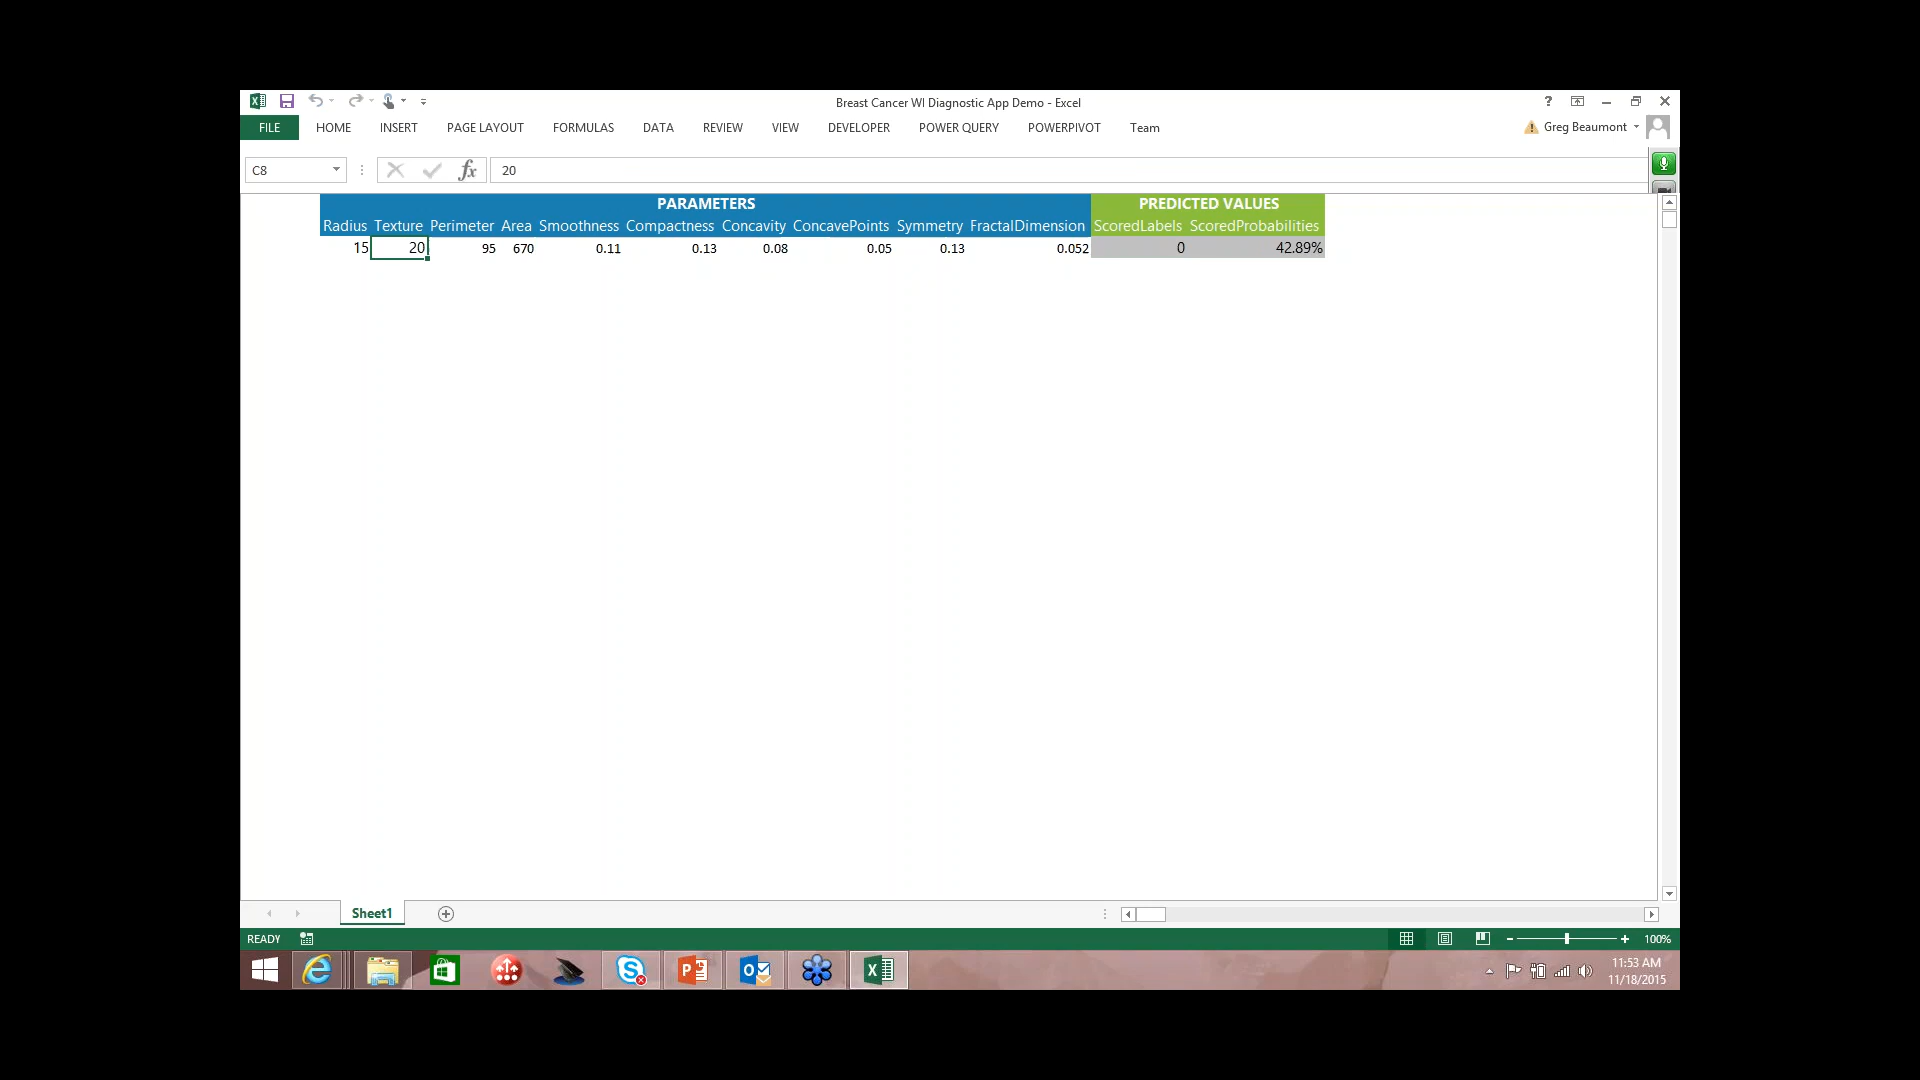 Breast Cancer WI Diagnostic App Demo - Excel
?
FILE HOME INSERT PAGE LAYOUT FORMULAS DATA REVIEW VIEW DEVELOPER POWER QUERY POWERPIVOT Team Greg Beaumont
C8 fx 20
PARAMETERS PREDICTED VALUES
Radius Texture Perimeter Area Smoothness Compactness Concavity ConcavePoints Symmetry FractalDimension ScoredLabels ScoredProbabilities
15 20 95 670 0.11 0.13 0.08 0.05 0.13 0.052 0 42.89%
Sheet1
READY 100%
11:53 AM
11/18/2015